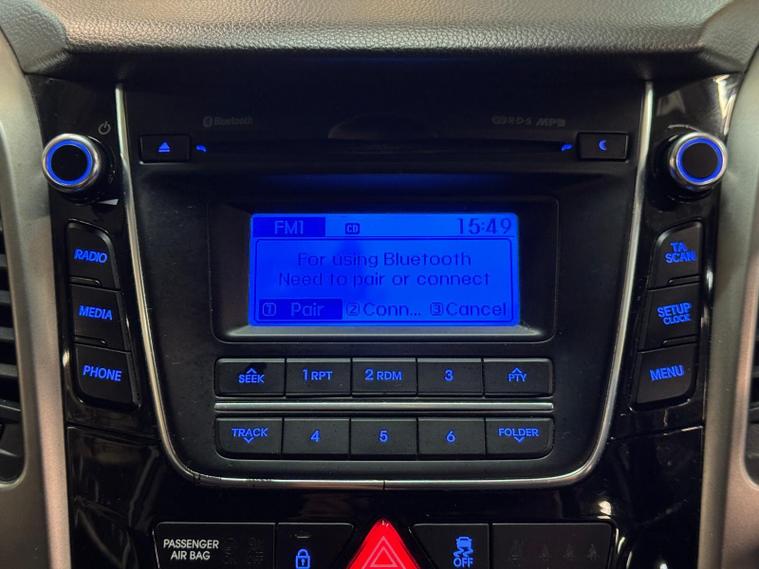 Bluetooth
RDS MP3
FM1 CD 15:49
For using Bluetooth
Need to pair or connect
1 Pair 2 Conn... 3 Cancel
RADIO
MEDIA
PHONE
TA
SCAN
SETUP
CLOCK
MENU
SEEK
1 RPT
2 RDM
3
PTY
TRACK
4
5
6
FOLDER
PASSENGER
AIR BAG
OFF